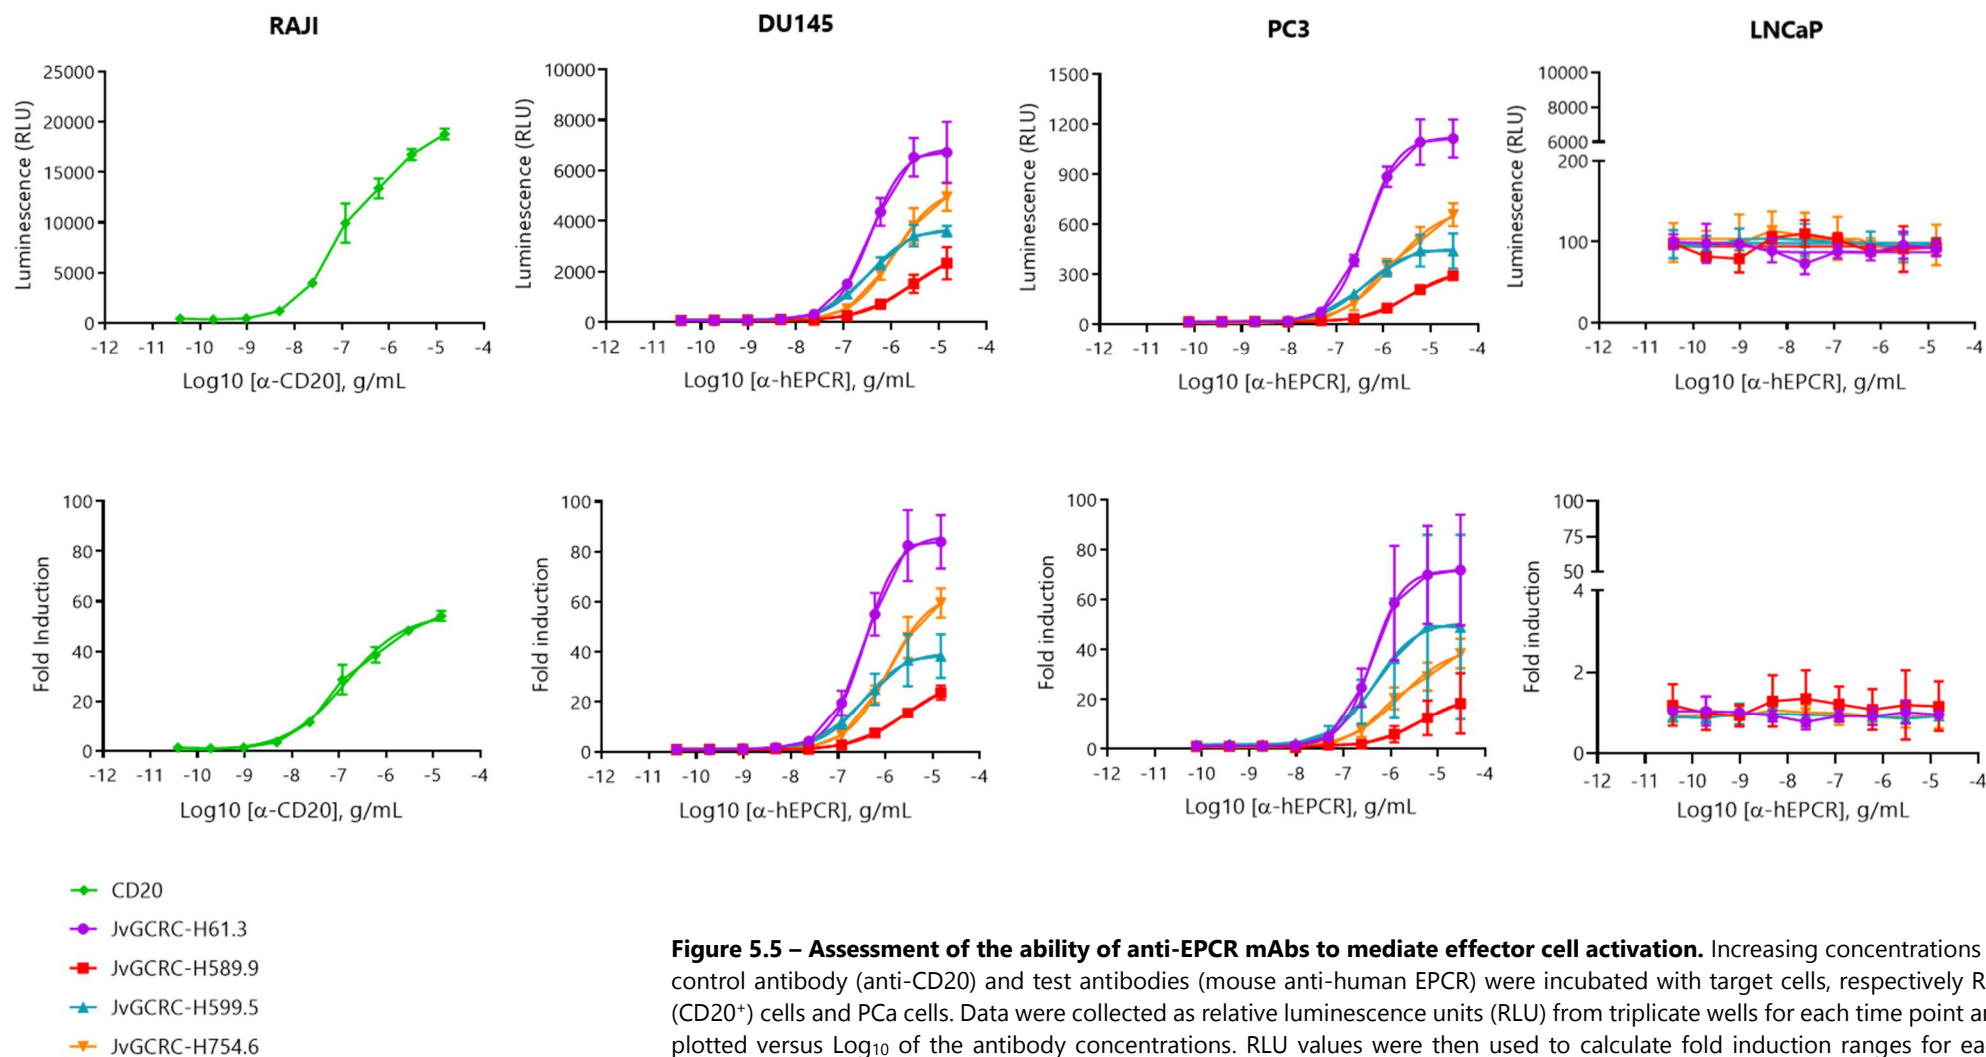 RAJI
DU145
PC3
LNCaP
25000
20000
15000
10000
5000
0
Luminescence (RLU)
-12 -11 -10 -9 -8 -7 -6 -5 -4
Log10 [α-CD20], g/mL
10000
8000
6000
4000
2000
0
Luminescence (RLU)
-12 -11 -10 -9 -8 -7 -6 -5 -4
Log10 [α-hEPCR], g/mL
1500
1200
900
600
300
0
Luminescence (RLU)
-12 -11 -10 -9 -8 -7 -6 -5 -4
Log10 [α-hEPCR], g/mL
10000
8000
6000
200
100
0
Luminescence (RLU)
-12 -11 -10 -9 -8 -7 -6 -5 -4
Log10 [α-hEPCR], g/mL
100
80
60
40
20
0
Fold Induction
-12 -11 -10 -9 -8 -7 -6 -5 -4
Log10 [α-CD20], g/mL
100
80
60
40
20
0
Fold induction
-12 -11 -10 -9 -8 -7 -6 -5 -4
Log10 [α-hEPCR], g/mL
100
80
60
40
20
0
Fold induction
-12 -11 -10 -9 -8 -7 -6 -5 -4
Log10 [α-hEPCR], g/mL
100
75
50
4
2
0
Fold induction
-12 -11 -10 -9 -8 -7 -6 -5 -4
Log10 [α-hEPCR], g/mL
CD20
JvGCRC-H61.3
JvGCRC-H589.9
JvGCRC-H599.5
JvGCRC-H754.6
Figure 5.5 – Assessment of the ability of anti-EPCR mAbs to mediate effector cell activation. Increasing concentrations
control antibody (anti-CD20) and test antibodies (mouse anti-human EPCR) were incubated with target cells, respectively R
(CD20⁺) cells and PCa cells. Data were collected as relative luminescence units (RLU) from triplicate wells for each time point
plotted versus Log₁₀ of the antibody concentrations. RLU values were then used to calculate fold induction ranges for